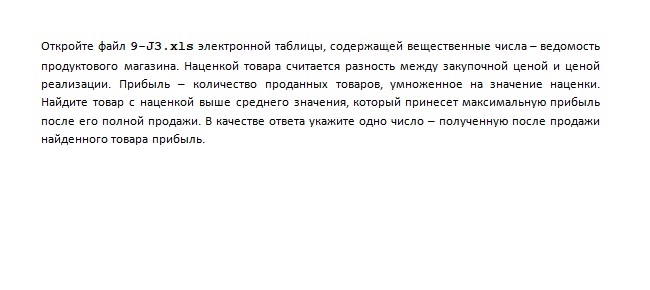 Откройте файл 9-J3.xls электронной таблицы, содержащей вещественные числа – ведомость
продуктового магазина. Наценкой товара считается разность между закупочной ценой и ценой
реализации. Прибыль – количество проданных товаров, умноженное на значение наценки.
Найдите товар с наценкой выше среднего значения, который принесет максимальную прибыль
после его полной продажи. В качестве ответа укажите одно число – полученную после продажи
найденного товара прибыль.